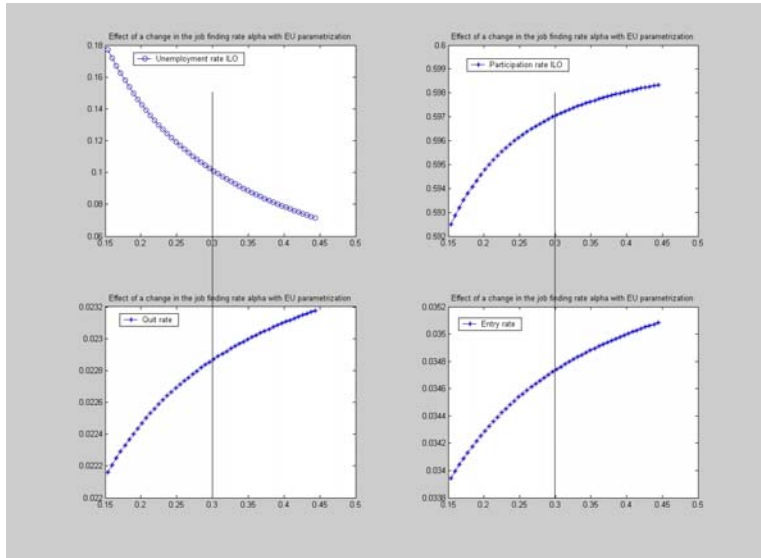 Effect of a change in the job finding rate alpha with EU parametrization
0.18
Unemployment rate ILO
0.16
0.14
0.12
0.1
0.08
0.06
0.15 0.2 0.25 0.3 0.35 0.4 0.45 0.5
Effect of a change in the job finding rate alpha with EU parametrization
0.6
Participation rate ILO
0.599
0.598
0.597
0.596
0.595
0.594
0.593
0.592
0.15 0.2 0.25 0.3 0.35 0.4 0.45 0.5
Effect of a change in the job finding rate alpha with EU parametrization
0.0232
Quit rate
0.023
0.0228
0.0226
0.0224
0.0222
0.022
0.15 0.2 0.25 0.3 0.35 0.4 0.45 0.5
Effect of a change in the job finding rate alpha with EU parametrization
0.0352
Entry rate
0.035
0.0348
0.0346
0.0344
0.0342
0.034
0.0338
0.15 0.2 0.25 0.3 0.35 0.4 0.45 0.5